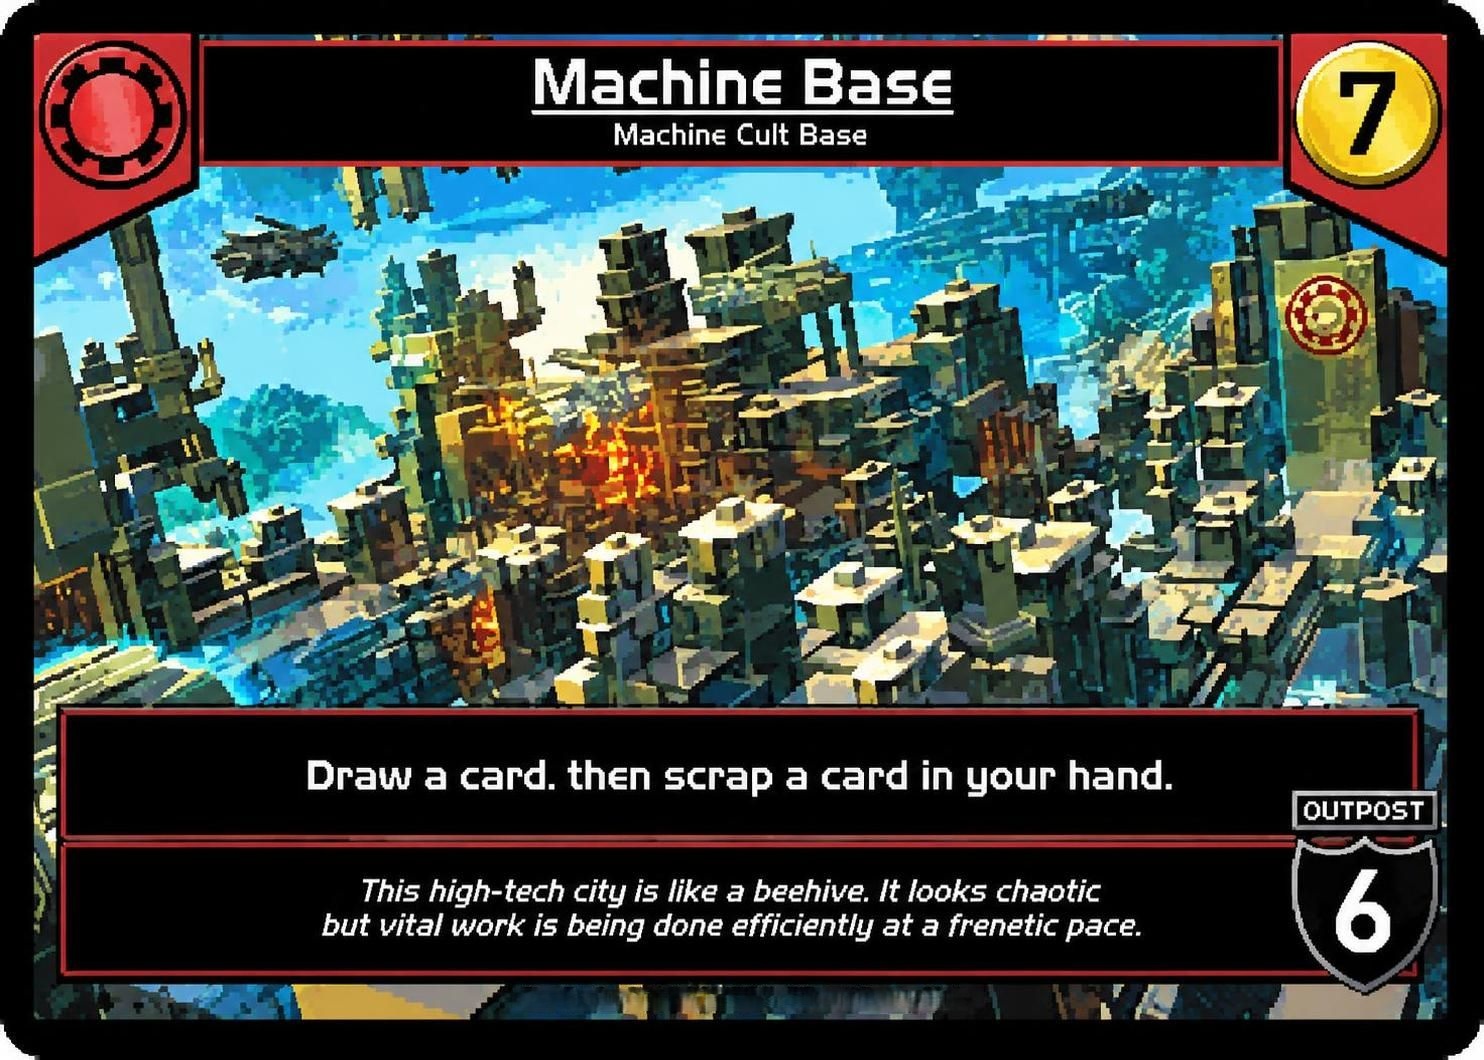 Machine Base
Machine Cult Base
7
Draw a card. then scrap a card in your hand.
OUTPOST
6
This high-tech city is like a beehive. It looks chaotic
but vital work is being done efficiently at a frenetic pace.